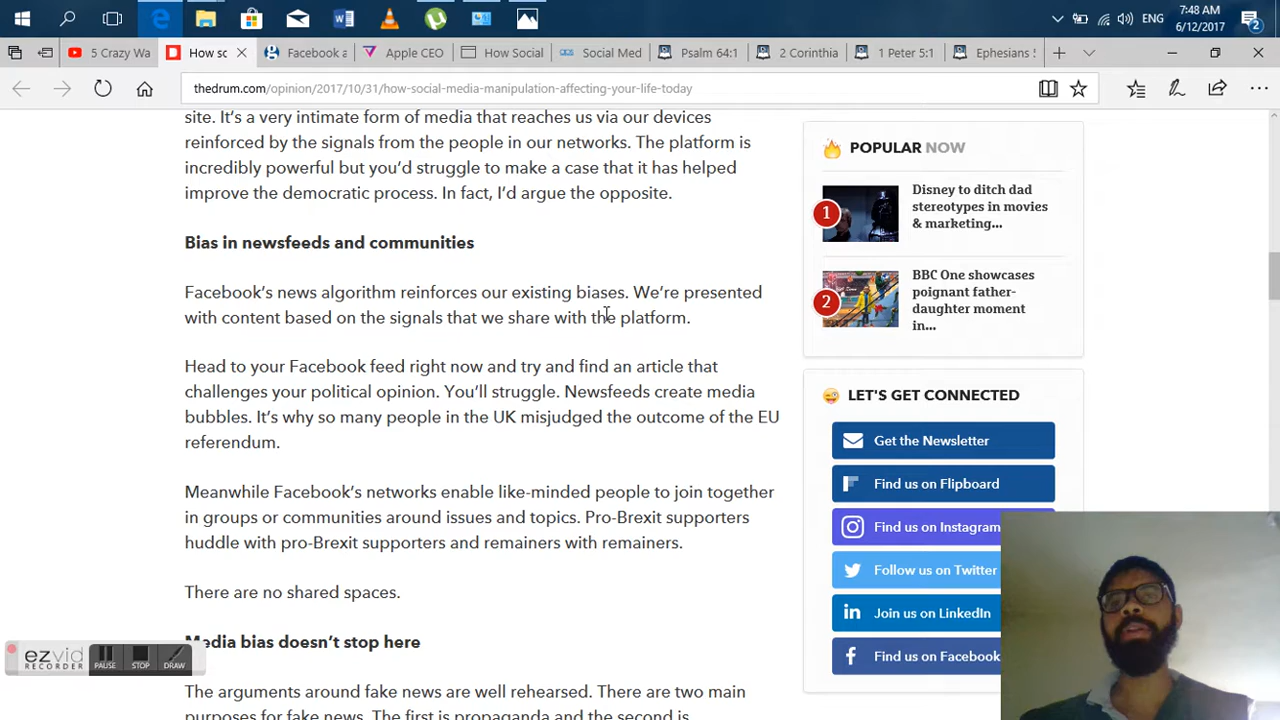 7:48 AM
ENG
6/12/2017
2
5 Crazy Wa
How sc
Facebook a
Apple CEO
How Social
Social Med
Psalm 64:1
2 Corinthia
1 Peter 5:1
Ephesians
thedrum.com/opinion/2017/10/31/how-social-media-manipulation-affecting-your-life-today
site. It’s a very intimate form of media that reaches us via our devices
reinforced by the signals from the people in our networks. The platform is
incredibly powerful but you’d struggle to make a case that it has helped
improve the democratic process. In fact, I’d argue the opposite.
Bias in newsfeeds and communities
Facebook’s news algorithm reinforces our existing biases. We’re presented
with content based on the signals that we share with the platform.
Head to your Facebook feed right now and try and find an article that
challenges your political opinion. You’ll struggle. Newsfeeds create media
bubbles. It’s why so many people in the UK misjudged the outcome of the EU
referendum.
Meanwhile Facebook’s networks enable like-minded people to join together
in groups or communities around issues and topics. Pro-Brexit supporters
huddle with pro-Brexit supporters and remainers with remainers.
There are no shared spaces.
Media bias doesn’t stop here
The arguments around fake news are well rehearsed. There are two main
purposes for fake news. The first is propaganda and the second is
POPULAR NOW
1
Disney to ditch dad
stereotypes in movies
& marketing...
2
BBC One showcases
poignant father-
daughter moment
in...
LET'S GET CONNECTED
Get the Newsletter
Find us on Flipboard
Find us on Instagram
Follow us on Twitter
Join us on LinkedIn
Find us on Facebook
ezvid
RECORDER
PAUSE
STOP
DRAW